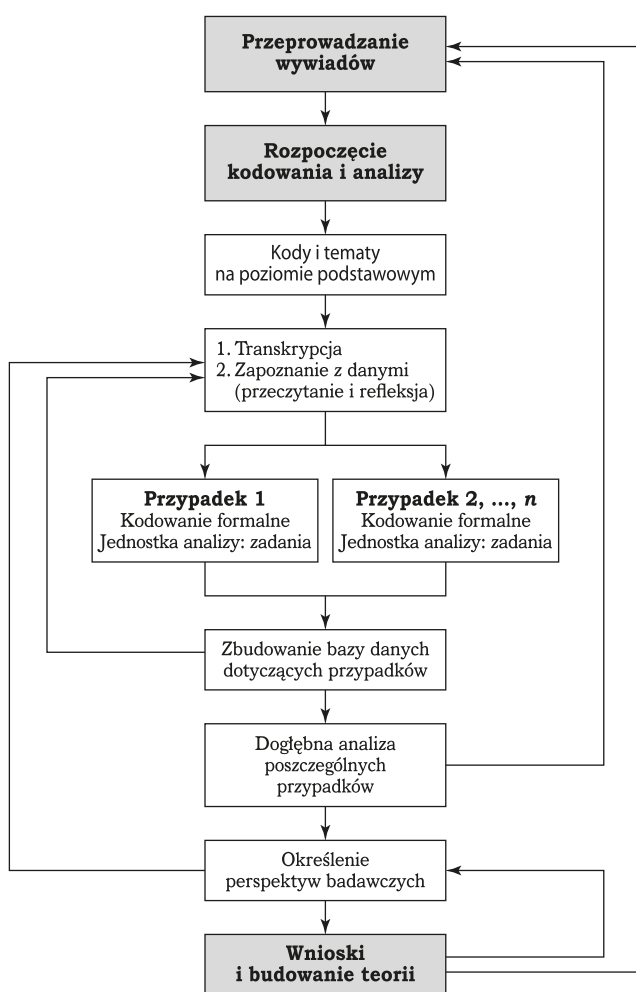 Przeprowadzanie
wywiadów
Rozpoczęcie
kodowania i analizy
Kody i tematy
na poziomie podstawowym
1. Transkrypcja
2. Zapoznanie z danymi
(przeczytanie i refleksja)
Przypadek 1
Kodowanie formalne
Jednostka analizy: zadania
Przypadek 2, ..., n
Kodowanie formalne
Jednostka analizy: zadania
Zbudowanie bazy danych
dotyczących przypadków
Dogłębna analiza
poszczególnych
przypadków
Określenie
perspektyw badawczych
Wnioski
i budowanie teorii